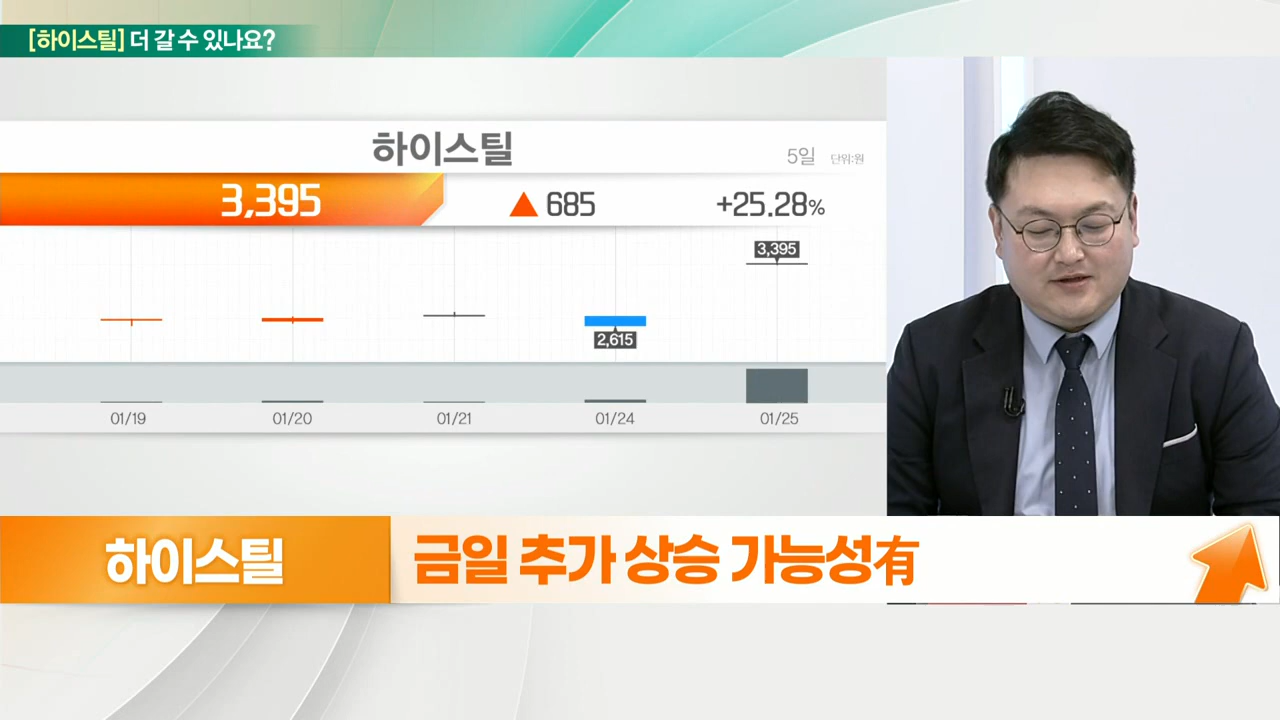 [하이스틸] 더 갈 수 있나요?
하이스틸
5일 단위:원
3,395 ▲ 685 +25.28%
3,395
2,615
01/19 01/20 01/21 01/24 01/25
하이스틸 금일 추가 상승 가능성有